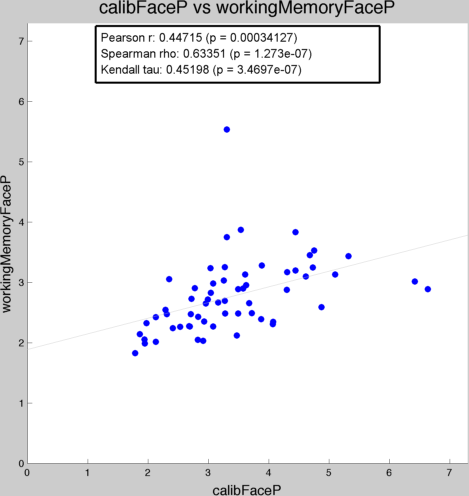 calibFaceP vs workingMemoryFaceP
Pearson r: 0.44715 (p = 0.00034127)
Spearman rho: 0.63351 (p = 1.273e-07)
Kendall tau: 0.45198 (p = 3.4697e-07)
7
6
5
4
3
2
1
0
workingMemoryFaceP
0 1 2 3 4 5 6 7
calibFaceP